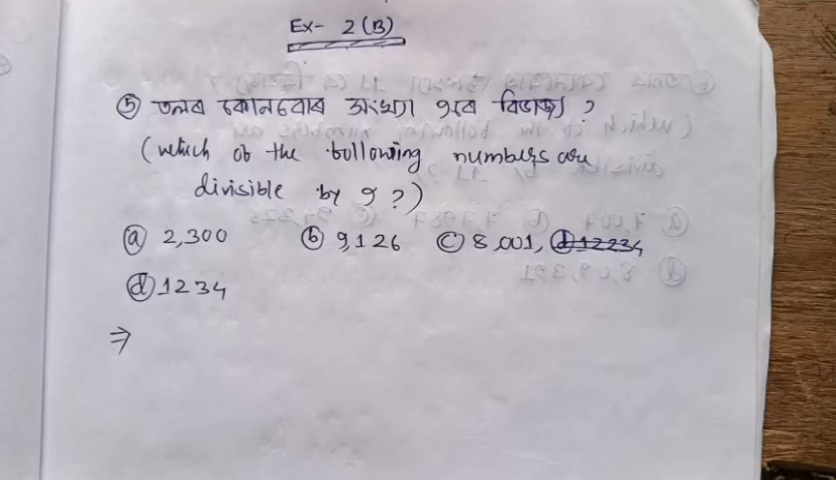 Ex- 2(B)
⑤ তলৰ কোনবোৰ সংখ্যা 9ৰে বিভাজ্য ?
(which of the following numbers are
divisible by 9 ?)
ⓐ 2,300 ⓑ 9,126 ⓒ 8,001, ⓓ 12234
ⓓ 1234
⇒